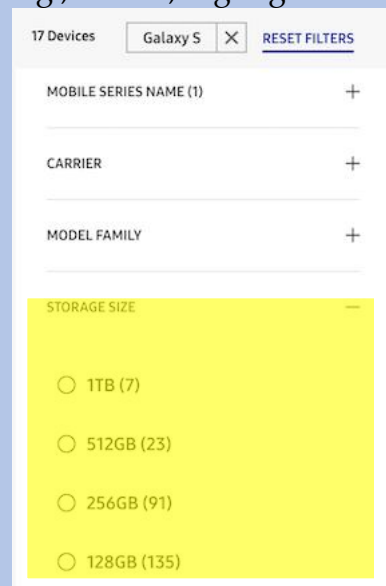 17 Devices Galaxy S X RESET FILTERS
MOBILE SERIES NAME (1) +
CARRIER +
MODEL FAMILY +
STORAGE SIZE —
1TB (7)
512GB (23)
256GB (91)
128GB (135)